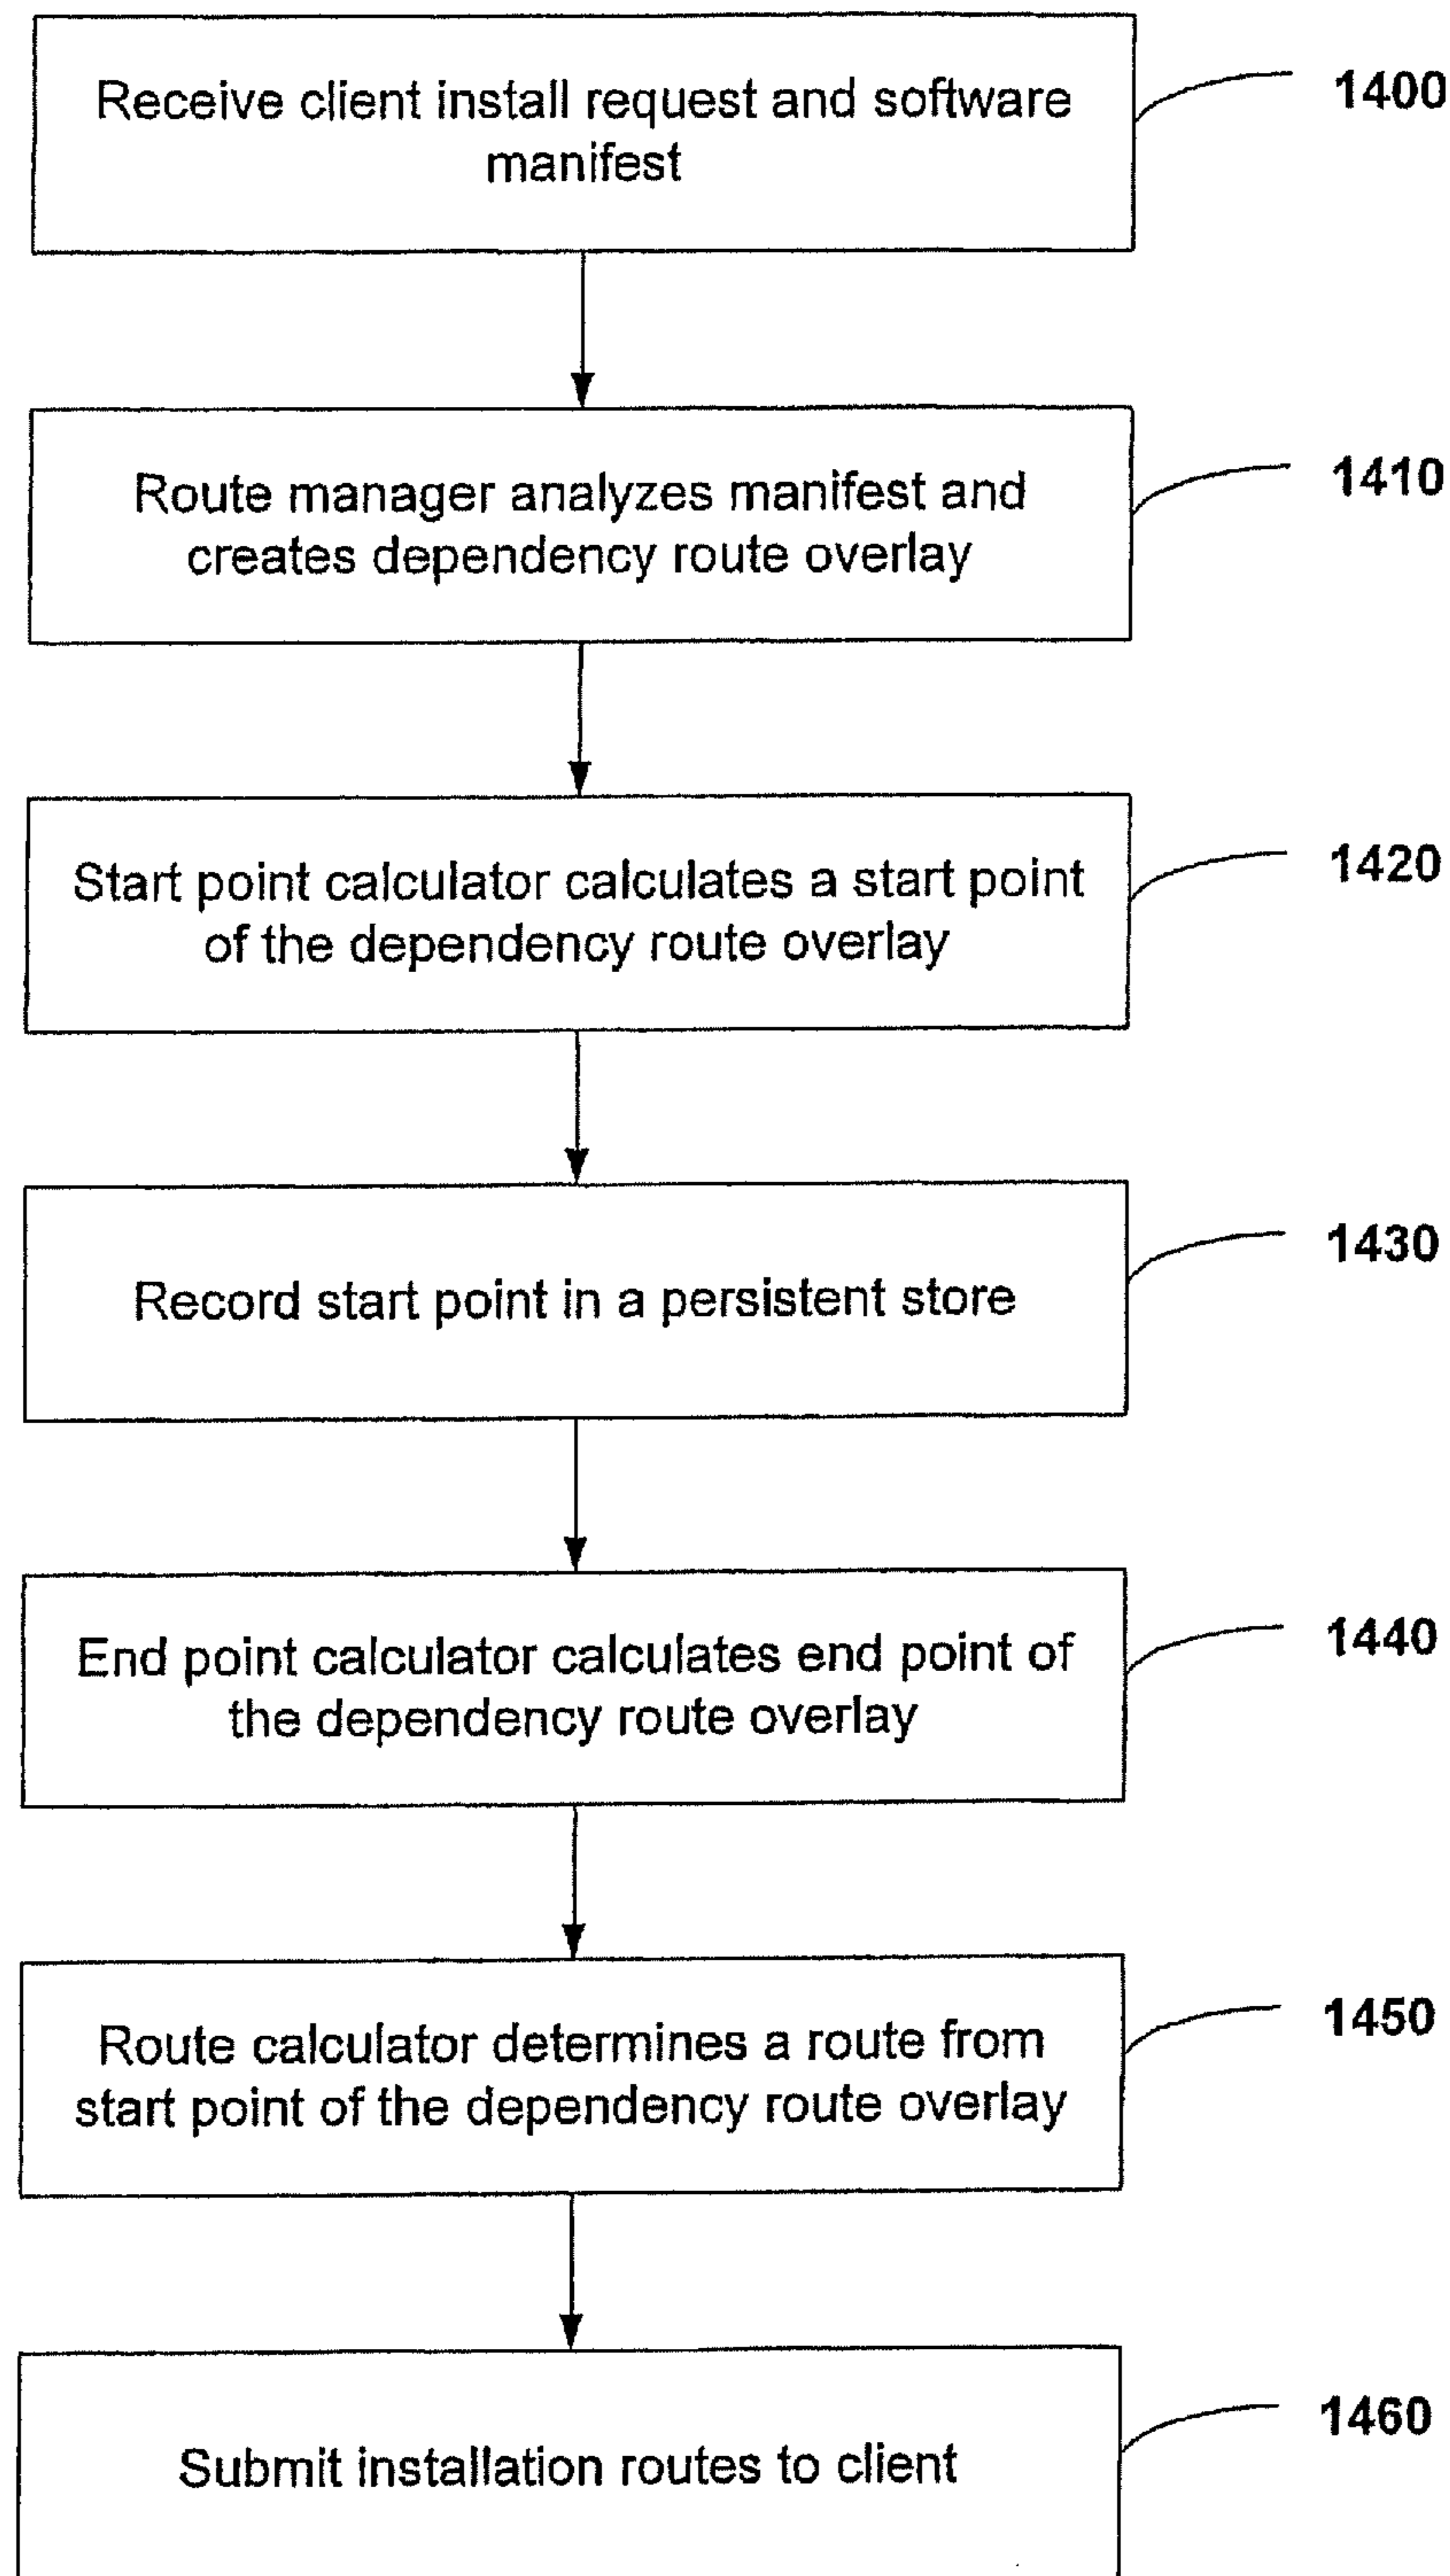 Receive client install request and software
manifest
1400
Route manager analyzes manifest and
creates dependency route overlay
1410
Start point calculator calculates a start point
of the dependency route overlay
1420
Record start point in a persistent store
1430
End point calculator calculates end point of
the dependency route overlay
1440
Route calculator determines a route from
start point of the dependency route overlay
1450
Submit installation routes to client
1460